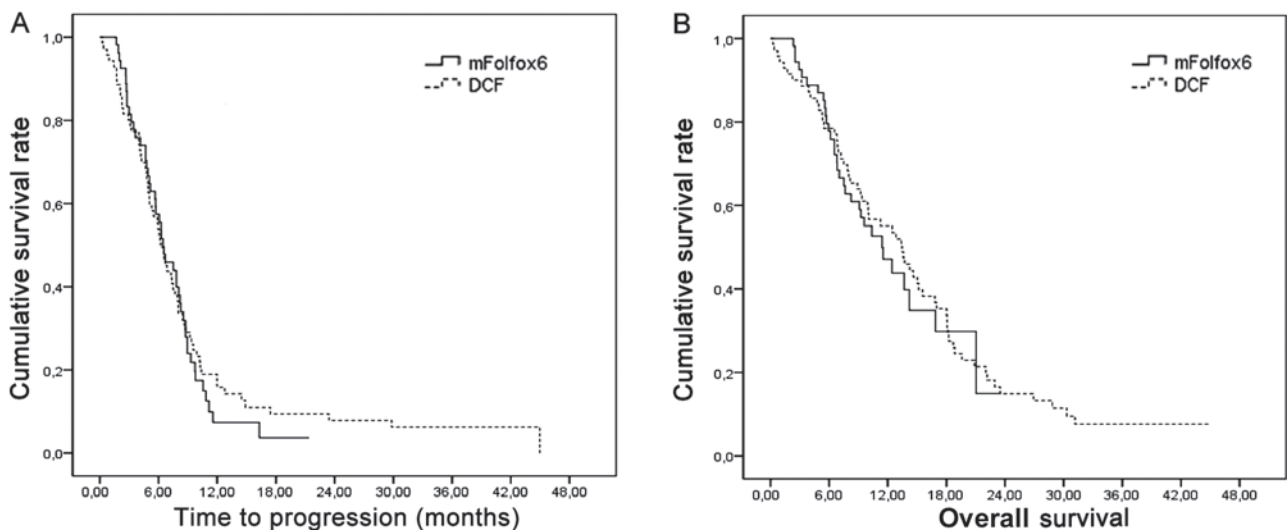 A
Cumulative survival rate
1,0
0,8
0,6
0,4
0,2
0,0
mFolfox6
DCF
0,00 6,00 12,00 18,00 24,00 30,00 36,00 42,00 48,00
Time to progression (months)
B
Cumulative survival rate
1,0
0,8
0,6
0,4
0,2
0,0
mFolfox6
DCF
0,00 6,00 12,00 18,00 24,00 30,00 36,00 42,00 48,00
Overall survival